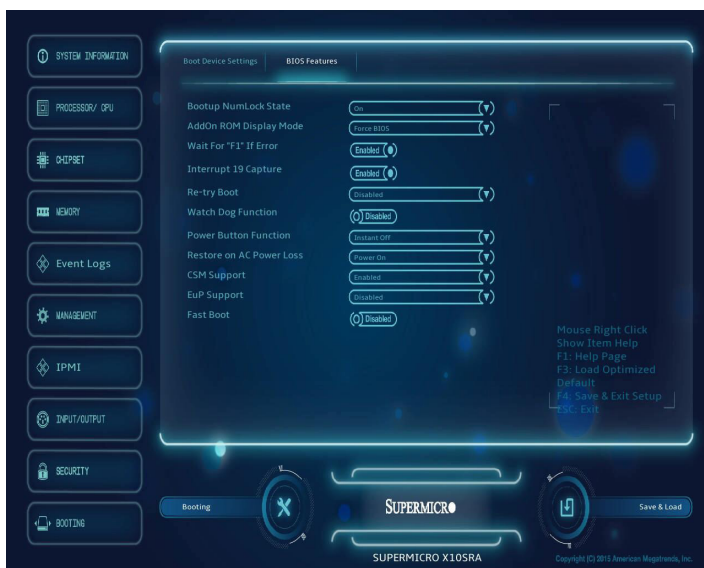 SYSTEM INFORMATION
PROCESSOR/ CPU
CHIPSET
MEMORY
Event Logs
MANAGEMENT
IPMI
INPUT/OUTPUT
SECURITY
BOOTING
Boot Device Settings
BIOS Features
Bootup NumLock State
On
AddOn ROM Display Mode
Force BIOS
Wait For "F1" If Error
Enabled
Interrupt 19 Capture
Enabled
Re-try Boot
Disabled
Watch Dog Function
Disabled
Power Button Function
Instant Off
Restore on AC Power Loss
Power On
CSM Support
Enabled
EuP Support
Disabled
Fast Boot
Disabled
Mouse Right Click
Show Item Help
F1: Help Page
F3: Load Optimized
Default
F4: Save & Exit Setup
ESC: Exit
Booting
SUPERMICRO
Save & Load
SUPERMICRO X10SRA
Copyright (C) 2015 American Megatrends, Inc.